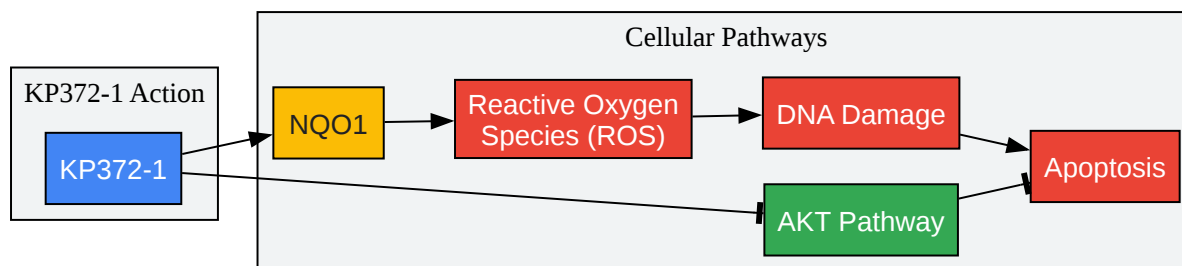 Cellular Pathways
KP372-1 Action
KP372-1
NQO1
Reactive Oxygen
Species (ROS)
DNA Damage
AKT Pathway
Apoptosis